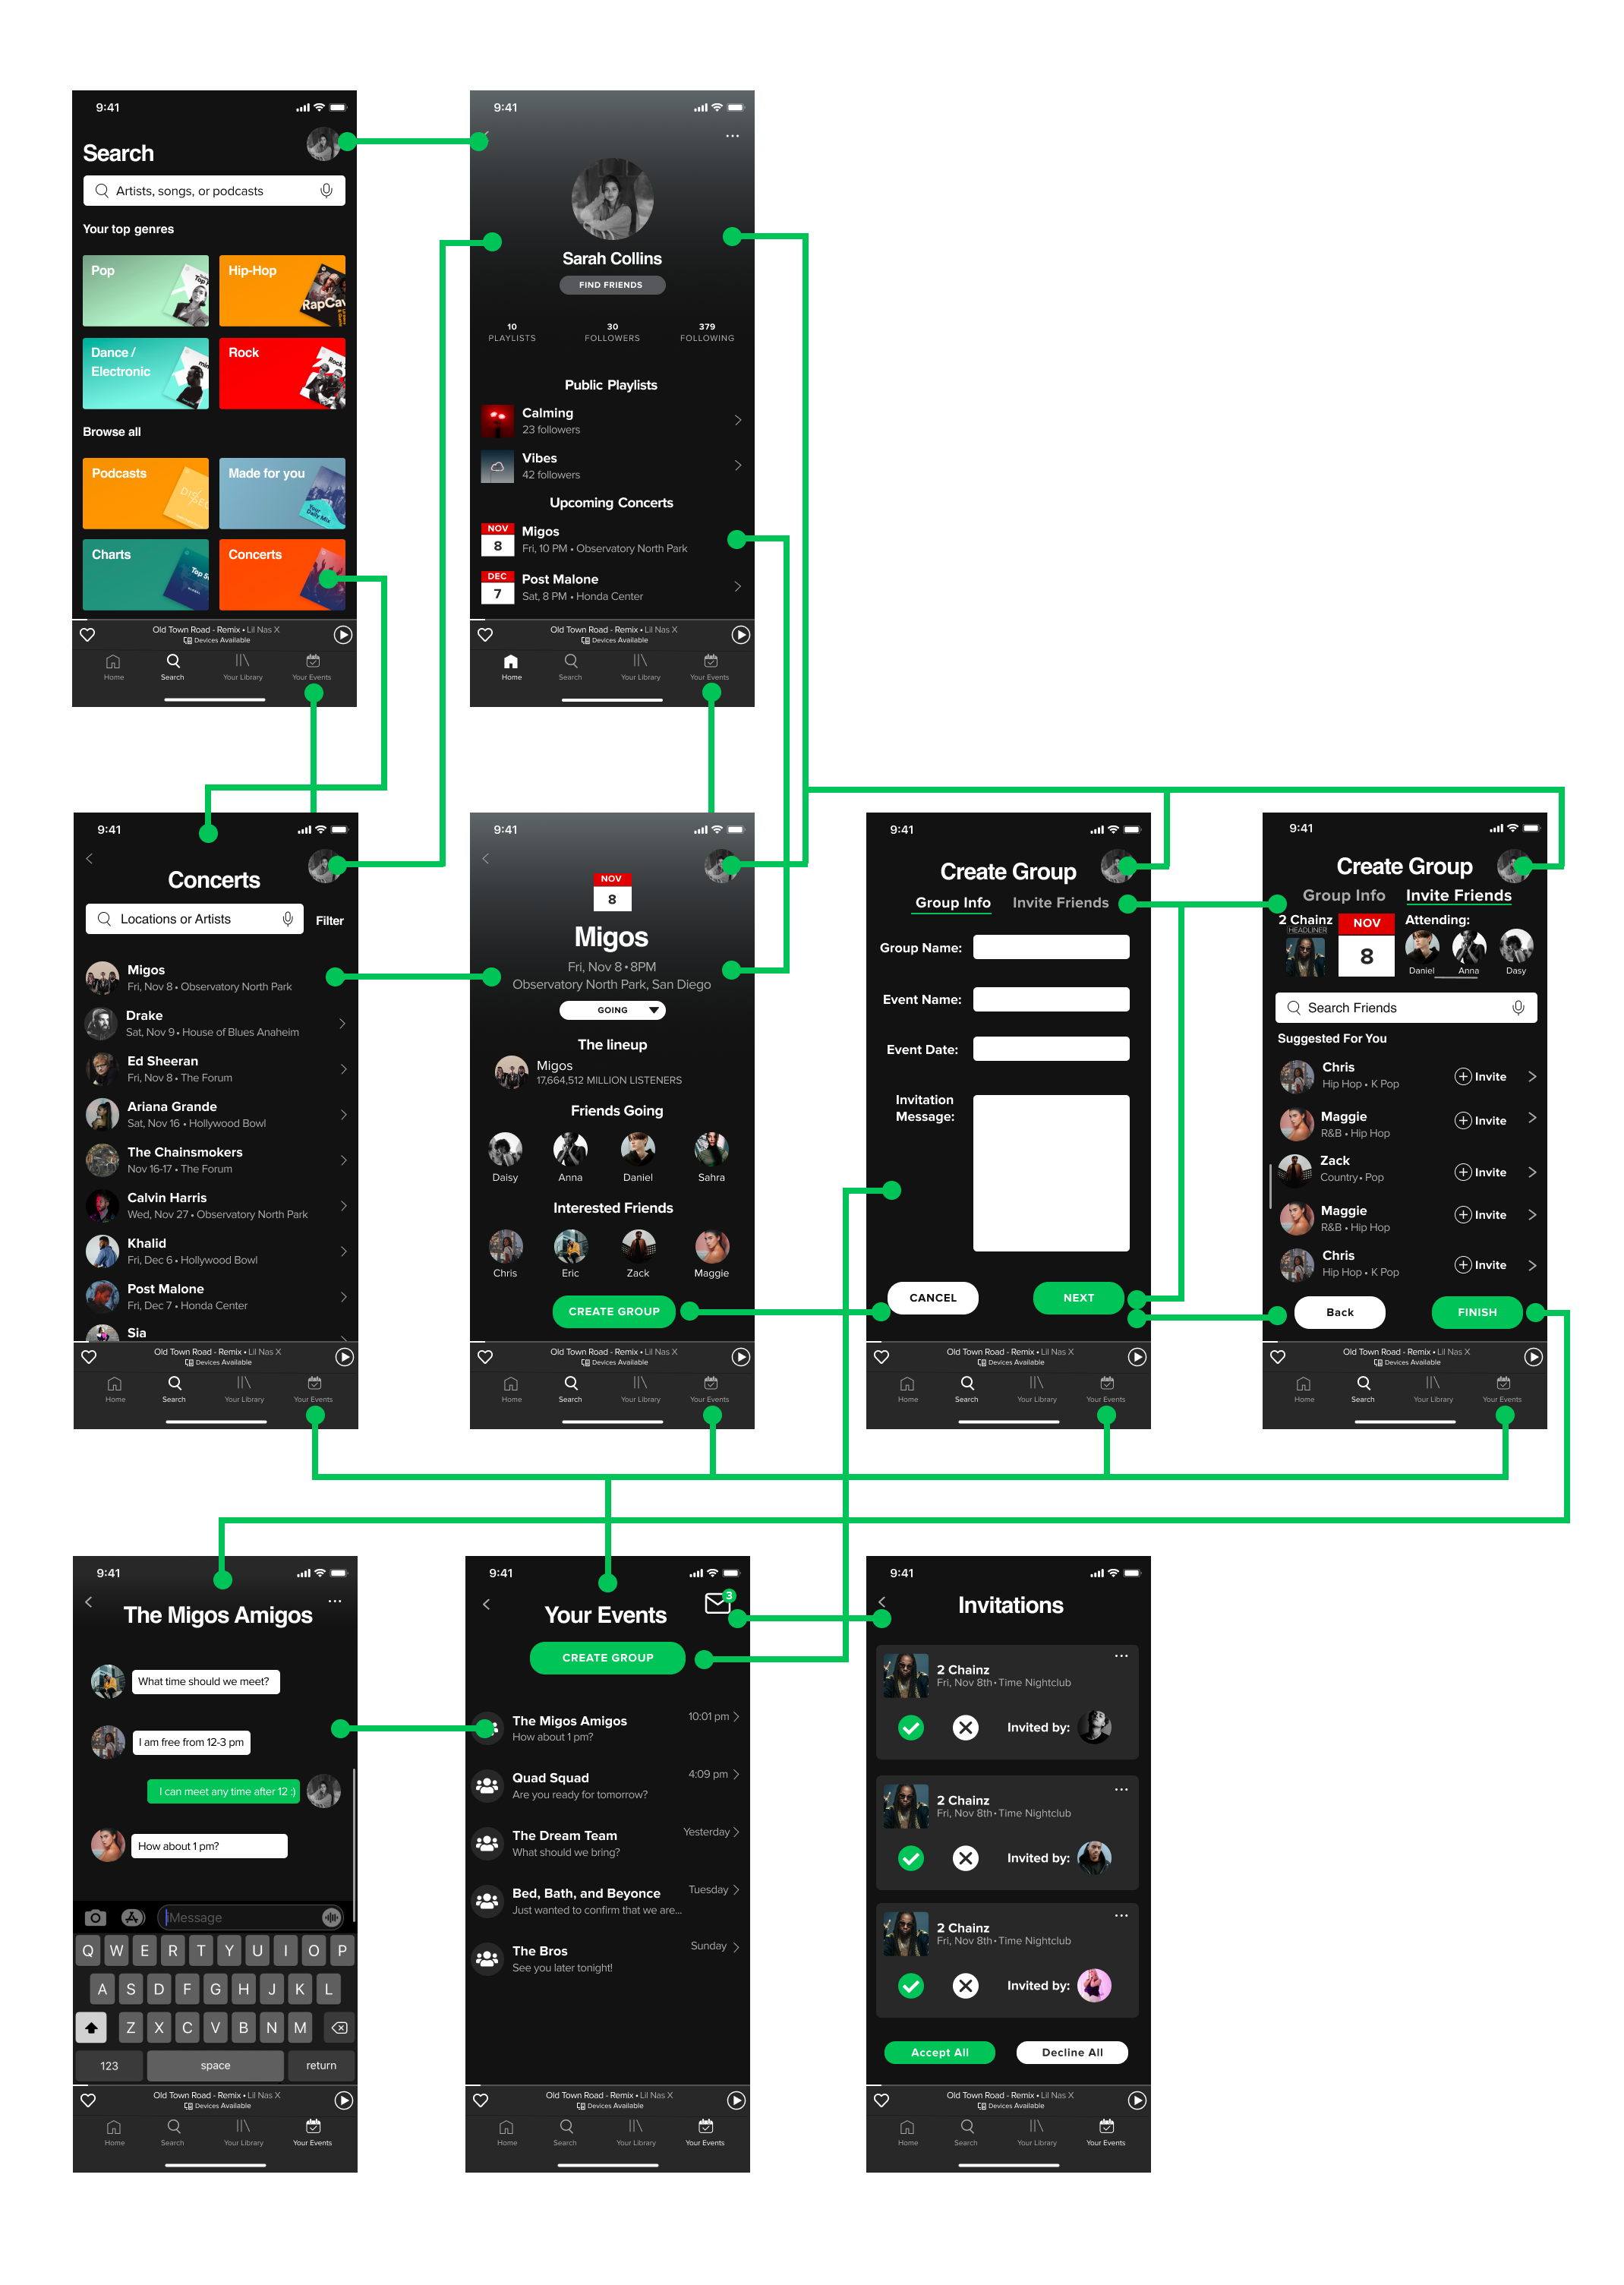 9:41
Search
Artists, songs, or podcasts
Your top genres
Pop
Hip-Hop
RapCav
Dance /
Electronic
Rock
Rock
Browse all
Podcasts
Made for you
Your
Daily Mix
Charts
Top 5
Concerts
Old Town Road - Remix • Lil Nas X
Devices Available
Home
Search
Your Library
Your Events
9:41
Sarah Collins
FIND FRIENDS
10
PLAYLISTS
30
FOLLOWERS
379
FOLLOWING
Public Playlists
Calming
23 followers
Vibes
42 followers
Upcoming Concerts
NOV
8
Migos
Fri, 10 PM • Observatory North Park
DEC
7
Post Malone
Sat, 8 PM • Honda Center
Old Town Road - Remix • Lil Nas X
Devices Available
Home
Search
Your Library
Your Events
9:41
Concerts
Locations or Artists
Filter
Migos
Fri, Nov 8 • Observatory North Park
Drake
Sat, Nov 9 • House of Blues Anaheim
Ed Sheeran
Fri, Nov 8 • The Forum
Ariana Grande
Sat, Nov 16 • Hollywood Bowl
The Chainsmokers
Nov 16-17 • The Forum
Calvin Harris
Wed, Nov 27 • Observatory North Park
Khalid
Fri, Dec 6 • Hollywood Bowl
Post Malone
Fri, Dec 7 • Honda Center
Sia
Old Town Road - Remix • Lil Nas X
Devices Available
Home
Search
Your Library
Your Events
9:41
NOV
8
Migos
Fri, Nov 8 • 8PM
Observatory North Park, San Diego
GOING
The lineup
Migos
17,664,512 MILLION LISTENERS
Friends Going
Daisy
Anna
Daniel
Sahra
Interested Friends
Chris
Eric
Zack
Maggie
CREATE GROUP
Old Town Road - Remix • Lil Nas X
Devices Available
Home
Search
Your Library
Your Events
9:41
Create Group
Group Info
Invite Friends
Group Name:
Event Name:
Event Date:
Invitation
Message:
CANCEL
NEXT
Old Town Road - Remix • Lil Nas X
Devices Available
Home
Search
Your Library
Your Events
9:41
Create Group
Group Info
Invite Friends
2 Chainz
HEADLINER
NOV
8
Attending:
Daniel
Anna
Dasy
Search Friends
Suggested For You
Chris
Hip Hop • K Pop
Invite
Maggie
R&B • Hip Hop
Invite
Zack
Country • Pop
Invite
Maggie
R&B • Hip Hop
Invite
Chris
Hip Hop • K Pop
Invite
Back
FINISH
Old Town Road - Remix • Lil Nas X
Devices Available
Home
Search
Your Library
Your Events
9:41
The Migos Amigos
What time should we meet?
I am free from 12-3 pm
I can meet any time after 12 :)
How about 1 pm?
iMessage
Q W E R T Y U I O P
A S D F G H J K L
Z X C V B N M
123
space
return
Old Town Road - Remix • Lil Nas X
Devices Available
Home
Search
Your Library
Your Events
9:41
3
Your Events
CREATE GROUP
The Migos Amigos
10:01 pm
How about 1 pm?
Quad Squad
4:09 pm
Are you ready for tomorrow?
The Dream Team
Yesterday
What should we bring?
Bed, Bath, and Beyonce
Tuesday
Just wanted to confirm that we are...
The Bros
Sunday
See you later tonight!
Old Town Road - Remix • Lil Nas X
Devices Available
Home
Search
Your Library
Your Events
9:41
Invitations
2 Chainz
Fri, Nov 8th • Time Nightclub
Invited by:
2 Chainz
Fri, Nov 8th • Time Nightclub
Invited by:
2 Chainz
Fri, Nov 8th • Time Nightclub
Invited by:
Accept All
Decline All
Old Town Road - Remix • Lil Nas X
Devices Available
Home
Search
Your Library
Your Events